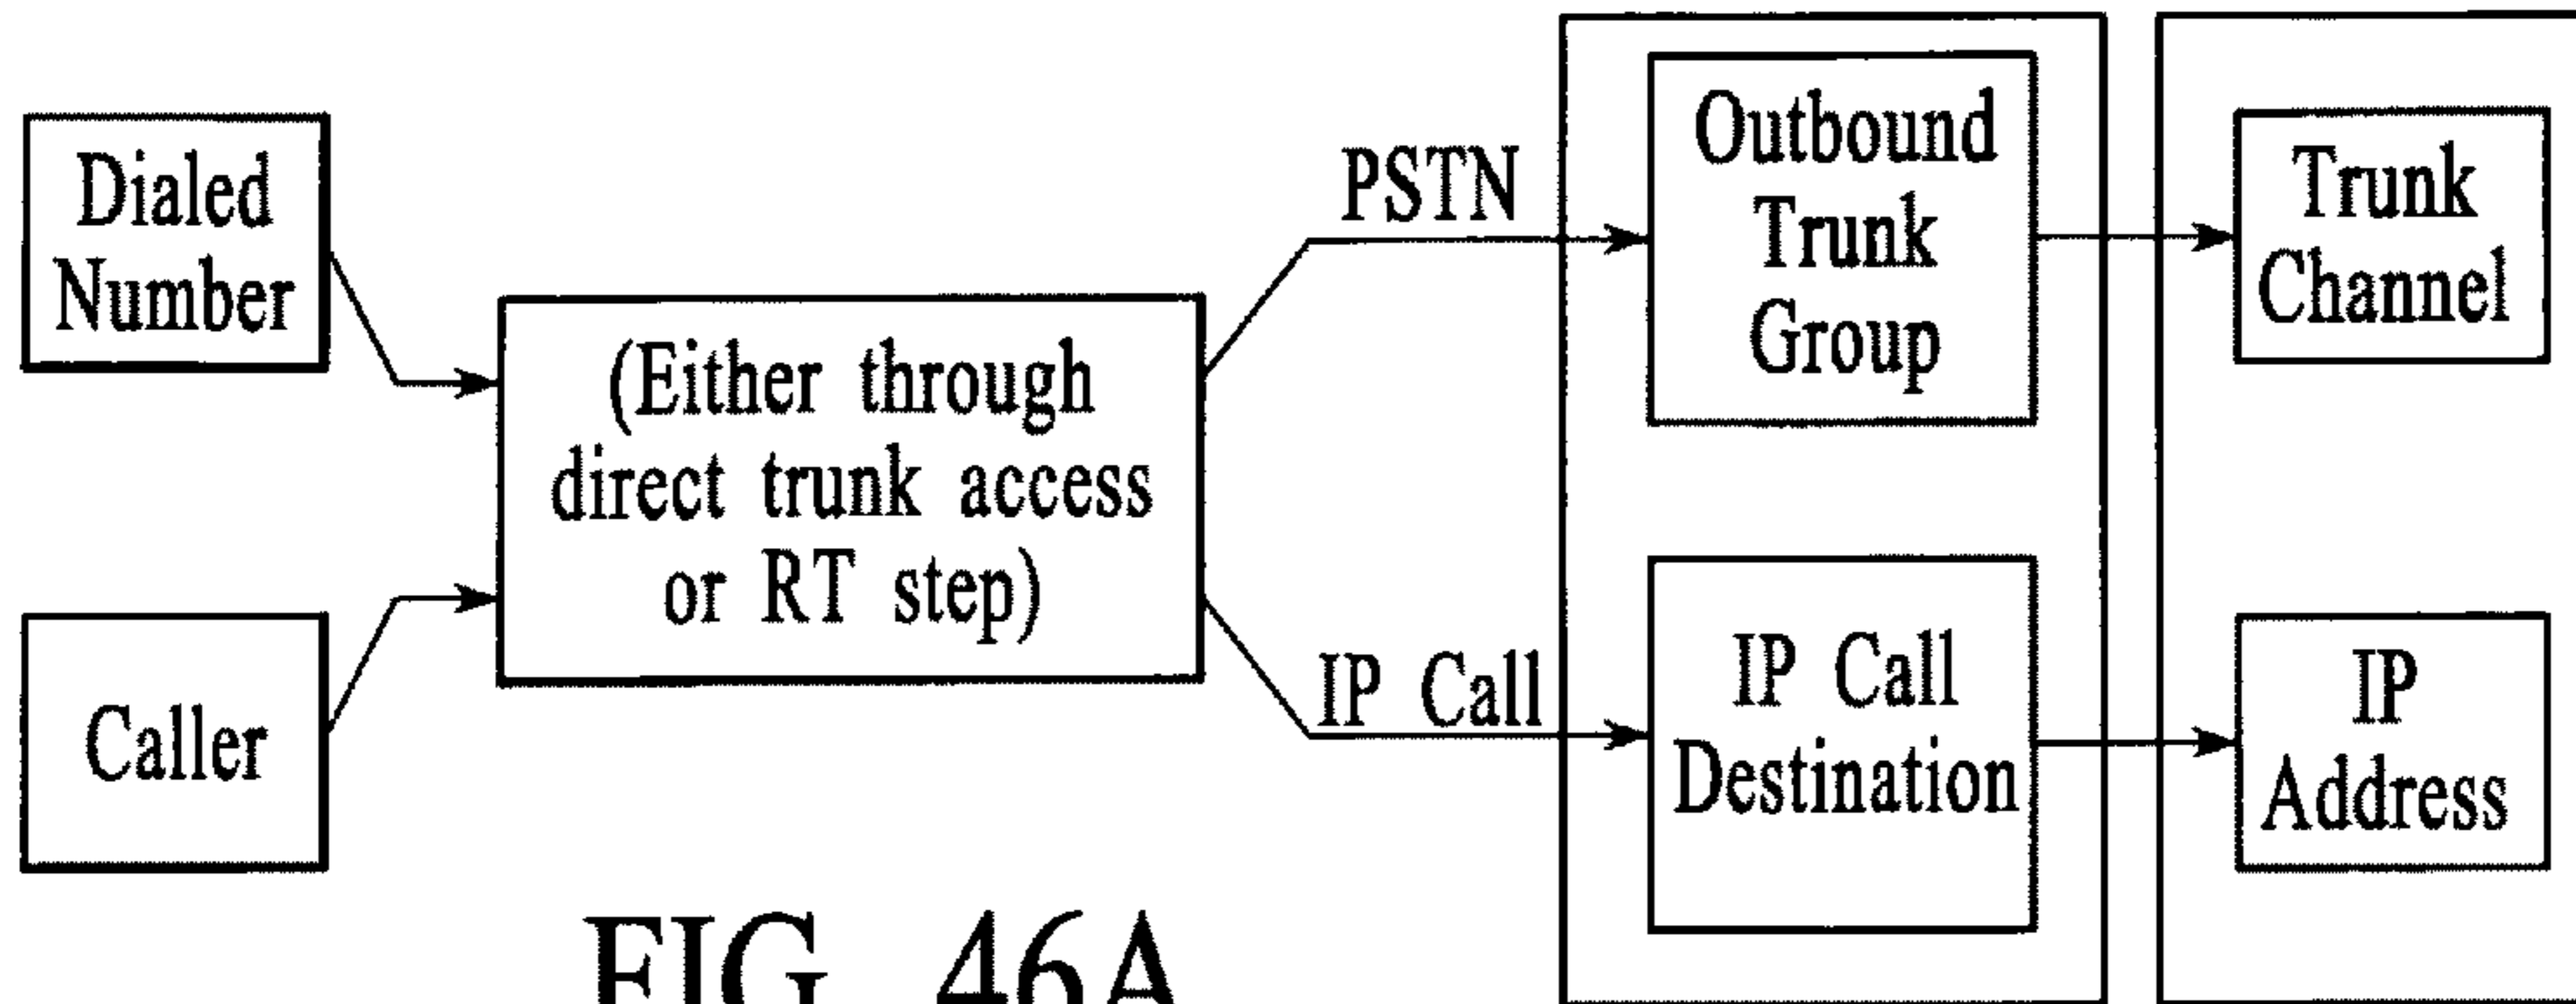 Dialed
Number
Caller
(Either through
direct trunk access
or RT step)
PSTN
IP Call
Outbound
Trunk
Group
IP Call
Destination
Trunk
Channel
IP
Address
FIG. 46A